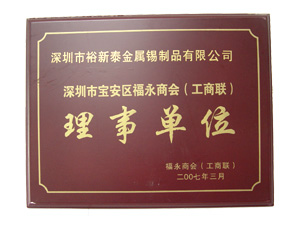 深圳市裕新泰金属锡制品有限公司
深圳市宝安区福永商会（工商联）
理事单位
福永商会（工商联）
二00七年三月